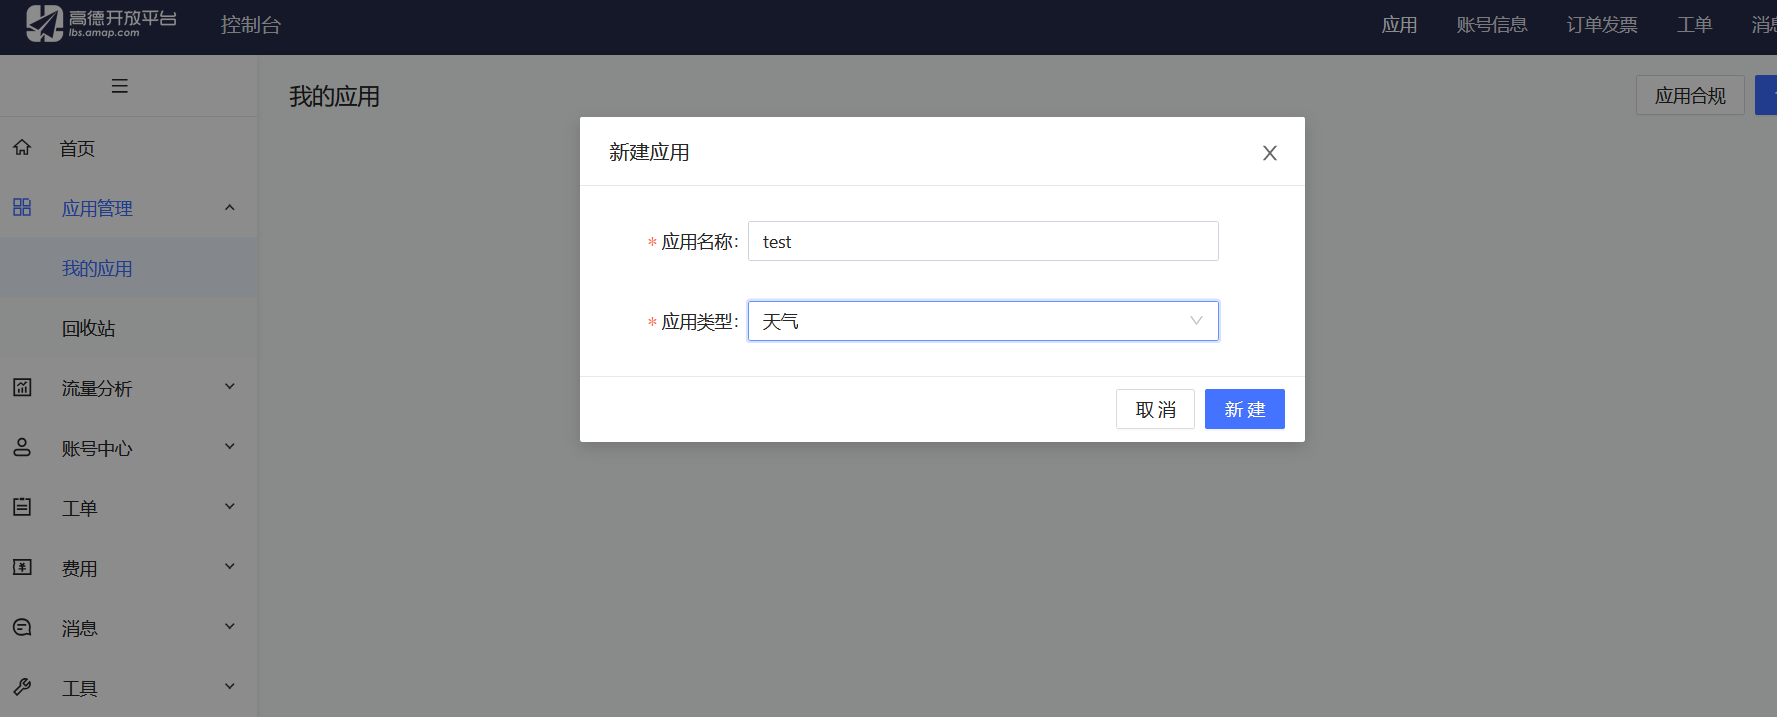 高德开放平台
lbs.amap.com
控制台
应用
账号信息
订单发票
工单
消息
我的应用
应用合规
首页
应用管理
我的应用
回收站
流量分析
账号中心
工单
费用
消息
工具
新建应用
X
* 应用名称: test
* 应用类型: 天气
取 消
新 建